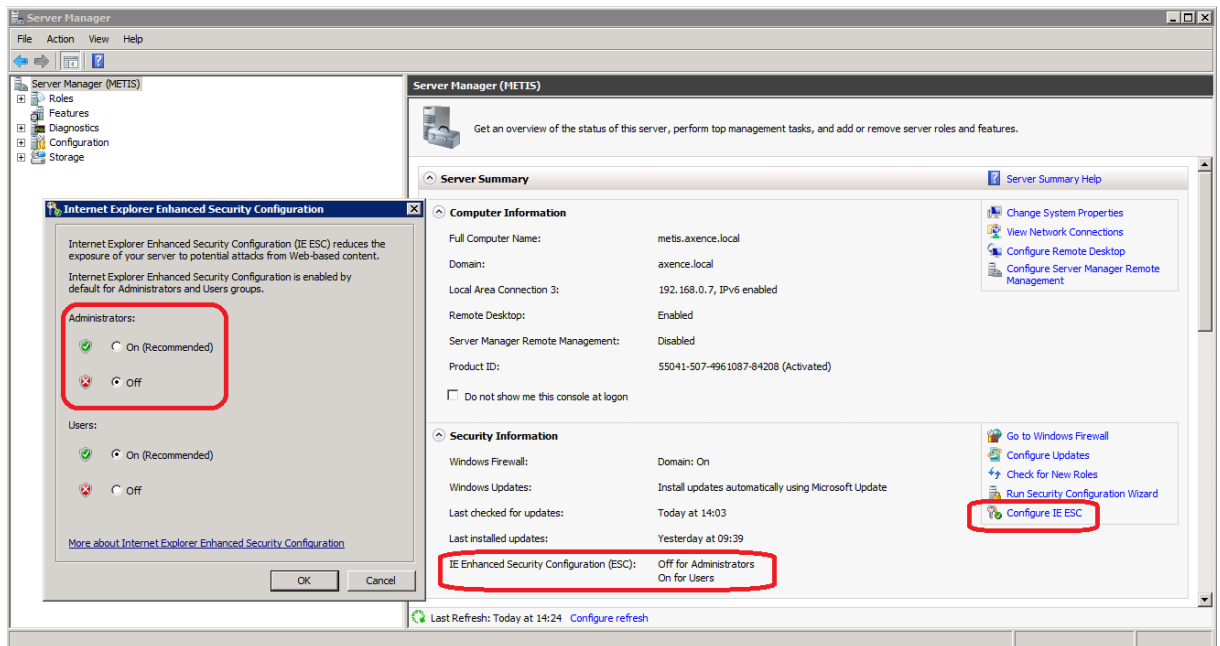 Server Manager
File Action View Help
Server Manager (METIS)
Roles
Features
Diagnostics
Configuration
Storage
Server Manager (METIS)
Get an overview of the status of this server, perform top management tasks, and add or remove server roles and features.
Server Summary
Server Summary Help
Computer Information
Full Computer Name: metis.axence.local
Domain: axence.local
Local Area Connection 3: 192.168.0.7, IPv6 enabled
Remote Desktop: Enabled
Server Manager Remote Management: Disabled
Product ID: 55041-507-4961087-84208 (Activated)
Do not show me this console at logon
Change System Properties
View Network Connections
Configure Remote Desktop
Configure Server Manager Remote
Management
Security Information
Windows Firewall: Domain: On
Windows Updates: Install updates automatically using Microsoft Update
Last checked for updates: Today at 14:03
Last installed updates: Yesterday at 09:39
IE Enhanced Security Configuration (ESC): Off for Administrators
On for Users
Go to Windows Firewall
Configure Updates
Check for New Roles
Run Security Configuration Wizard
Configure IE ESC
Last Refresh: Today at 14:24 Configure refresh
Internet Explorer Enhanced Security Configuration
Internet Explorer Enhanced Security Configuration (IE ESC) reduces the
exposure of your server to potential attacks from Web-based content.
Internet Explorer Enhanced Security Configuration is enabled by
default for Administrators and Users groups.
Administrators:
On (Recommended)
Off
Users:
On (Recommended)
Off
More about Internet Explorer Enhanced Security Configuration
OK Cancel